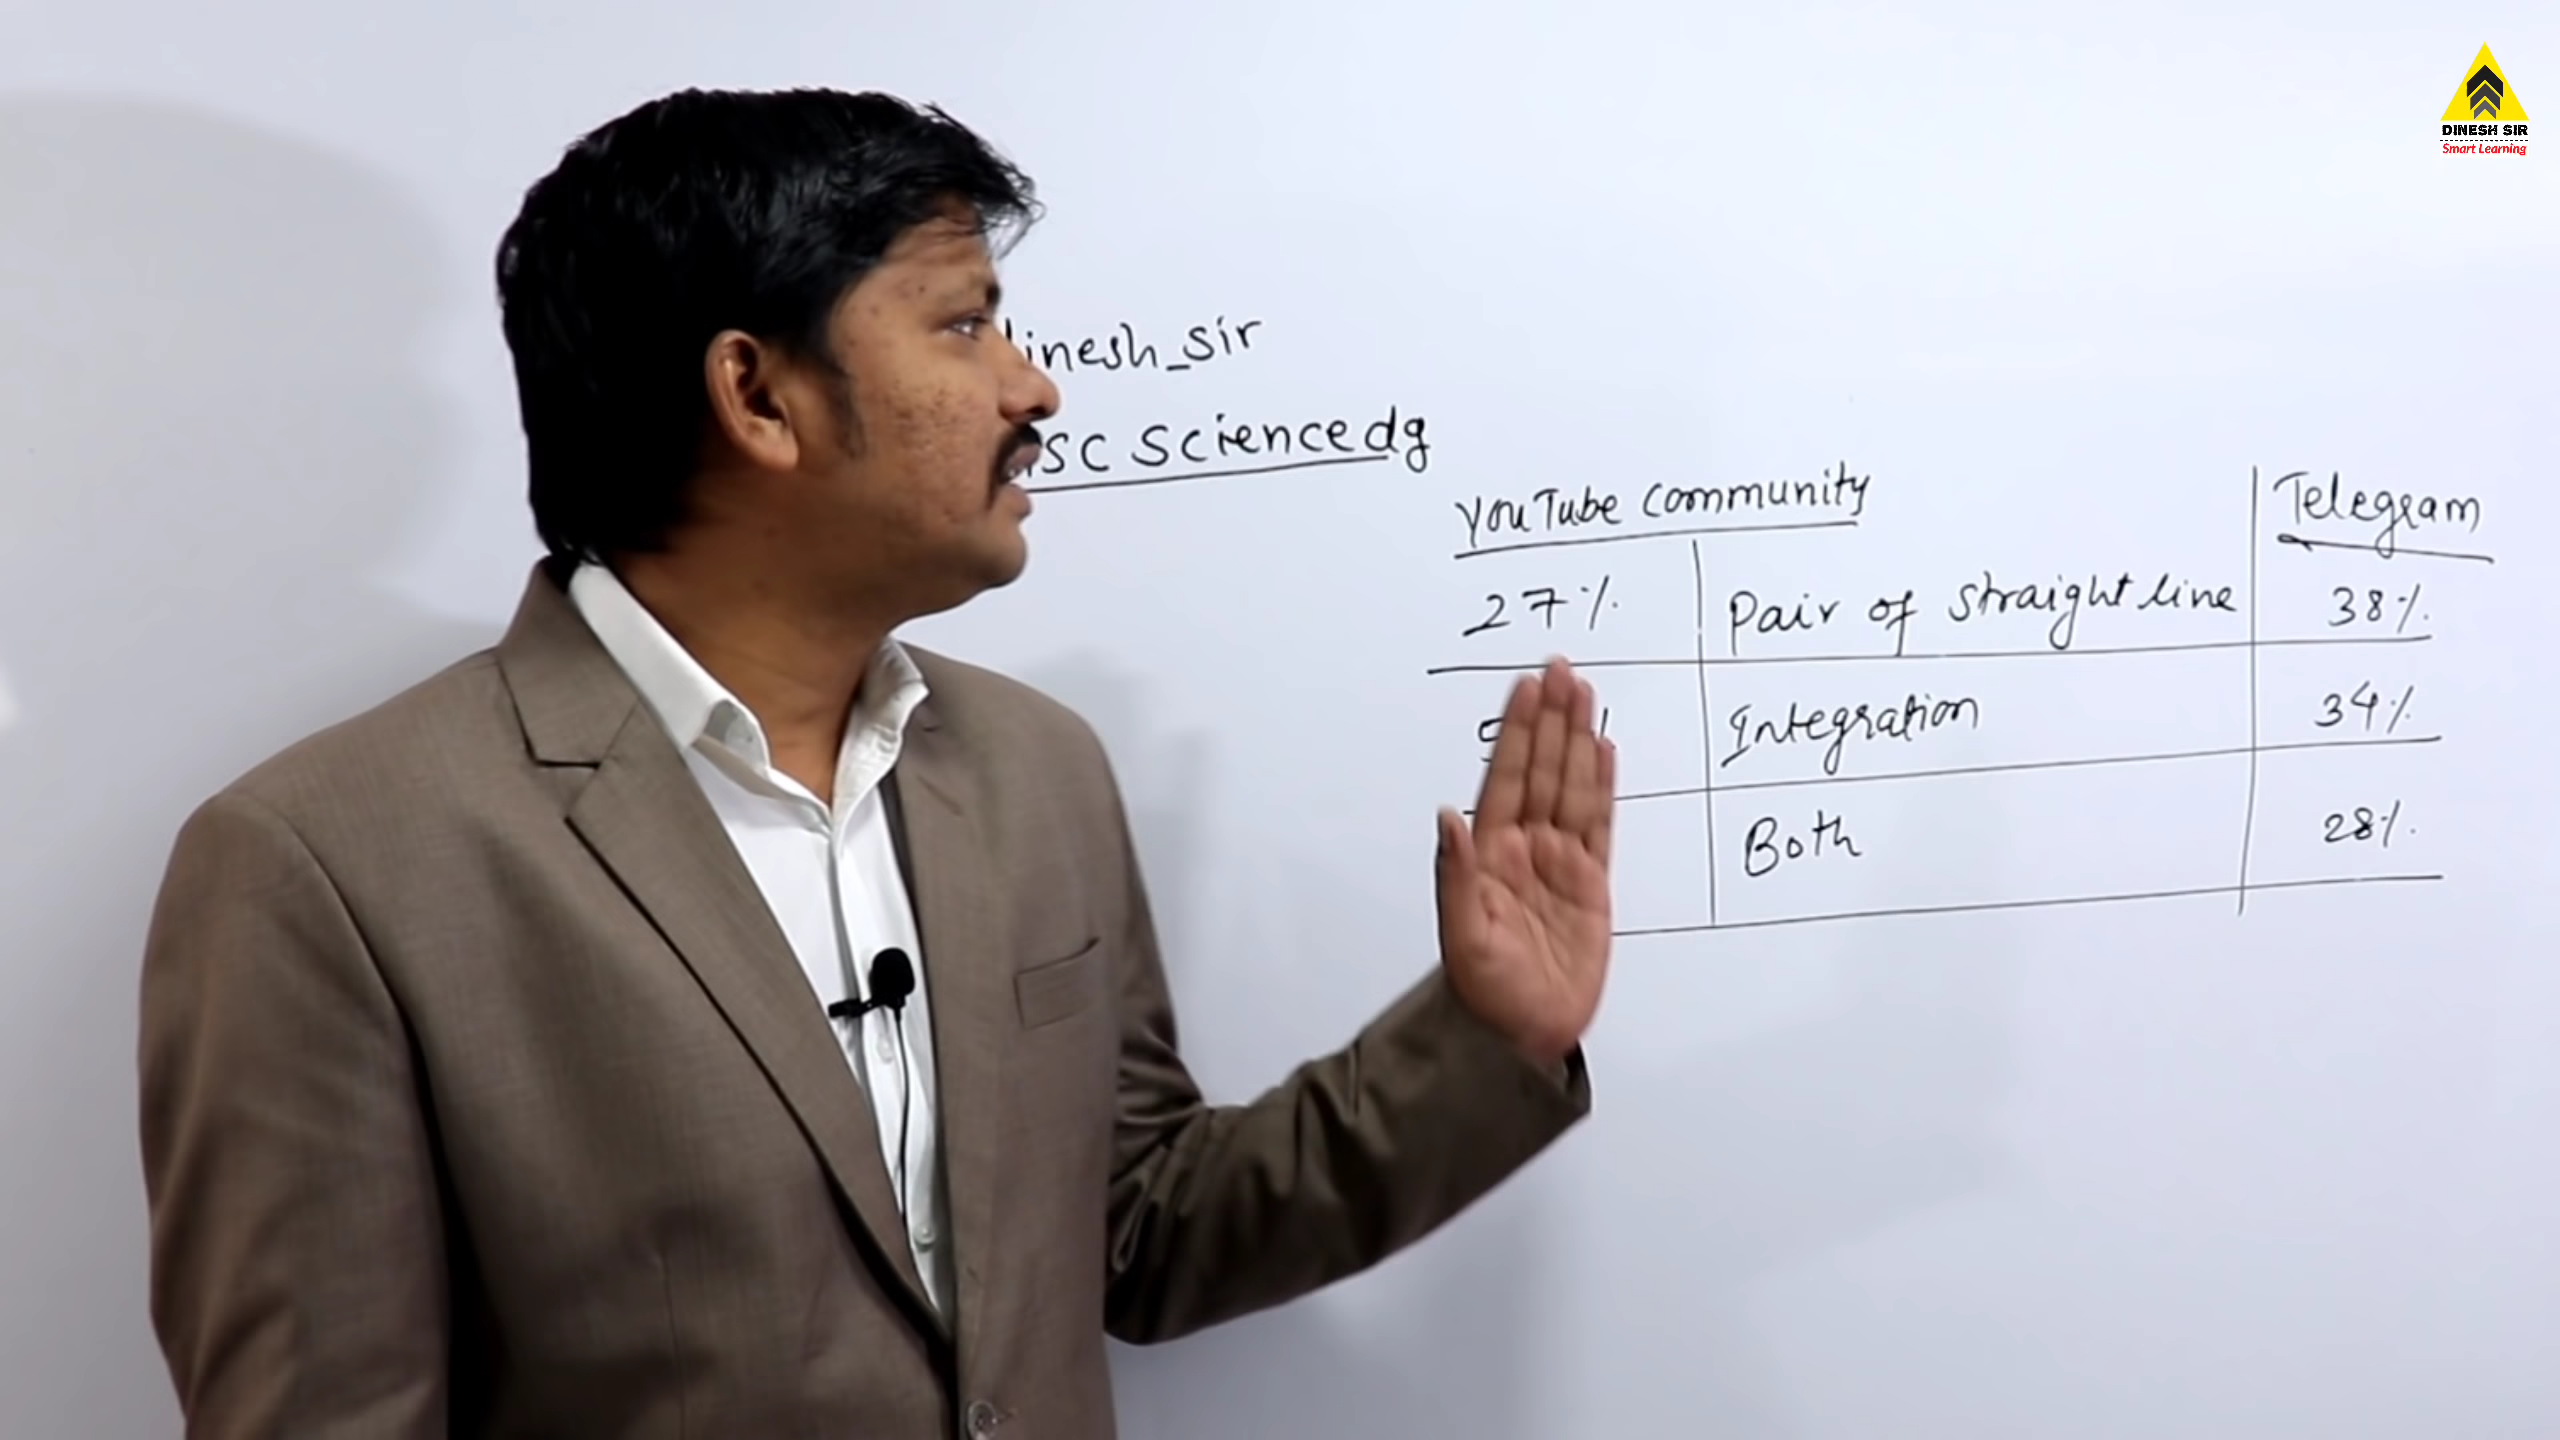 DINESH SIR
Smart Learning
inesh_sir
SC Sciencedg
YouTube community
Telegram
27% Pair of straight line 38%
Integration 34%
Both 28%